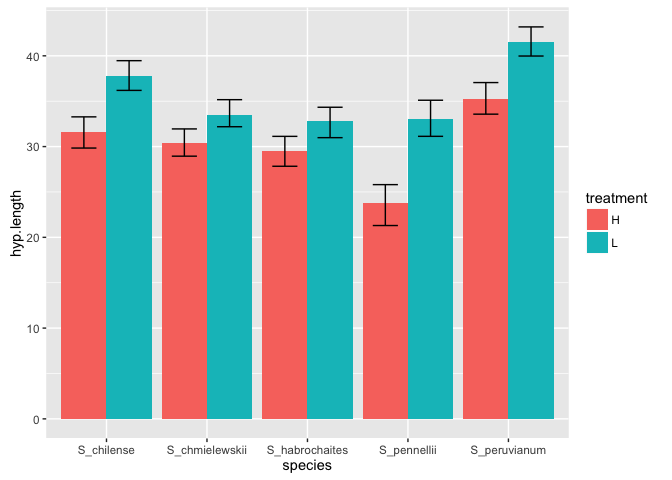 hyp.length
40
30
20
10
0
S_chilense S_chmielewskii S_habrochaites S_pennellii S_peruvianum
species
treatment
H
L